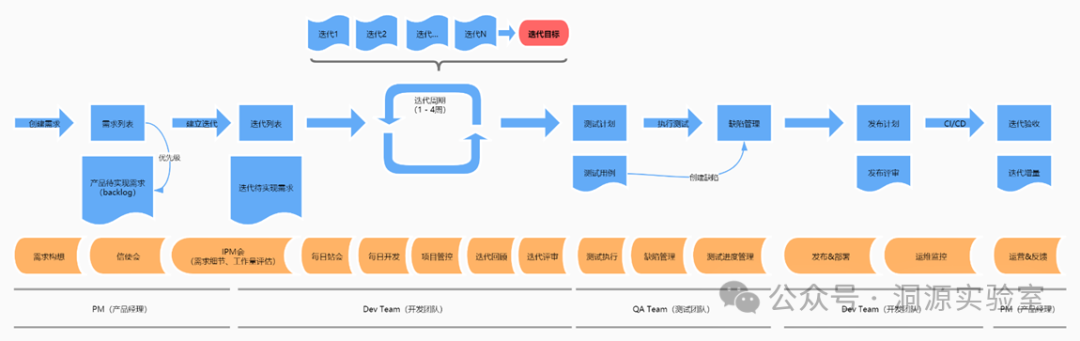 迭代1
迭代2
迭代...
迭代N
迭代目标
创建需求
需求列表
建立迭代
迭代列表
迭代周期
（1 - 4周）
测试计划
执行测试
缺陷管理
发布计划
CI/CD
迭代验收
优先级
产品待实现需求
（backlog）
迭代待实现需求
测试用例
创建缺陷
发布评审
迭代增量
需求构想
信使会
IPM会
（需求细节、工作量评估）
每日站会
每日开发
项目管控
迭代回顾
迭代评审
测试执行
缺陷管理
测试进度管理
发布&部署
运维监控
运营&反馈
PM（产品经理）
Dev Team（开发团队）
QA Team（测试团队）
Dev Team（开发团队）
PM（产品经理）
公众号 · 洞源实验室